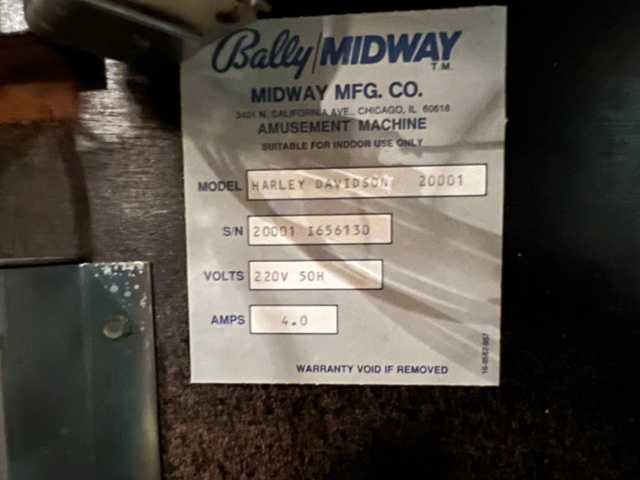 Bally/MIDWAY
T.M.
MIDWAY MFG. CO.
3401 N. CALIFORNIA AVE., CHICAGO, IL 60618
AMUSEMENT MACHINE
SUITABLE FOR INDOOR USE ONLY
MODEL HARLEY DAVIDSON 20001
S/N 20001 I656130
VOLTS 220V 50H
AMPS 4.0
WARRANTY VOID IF REMOVED